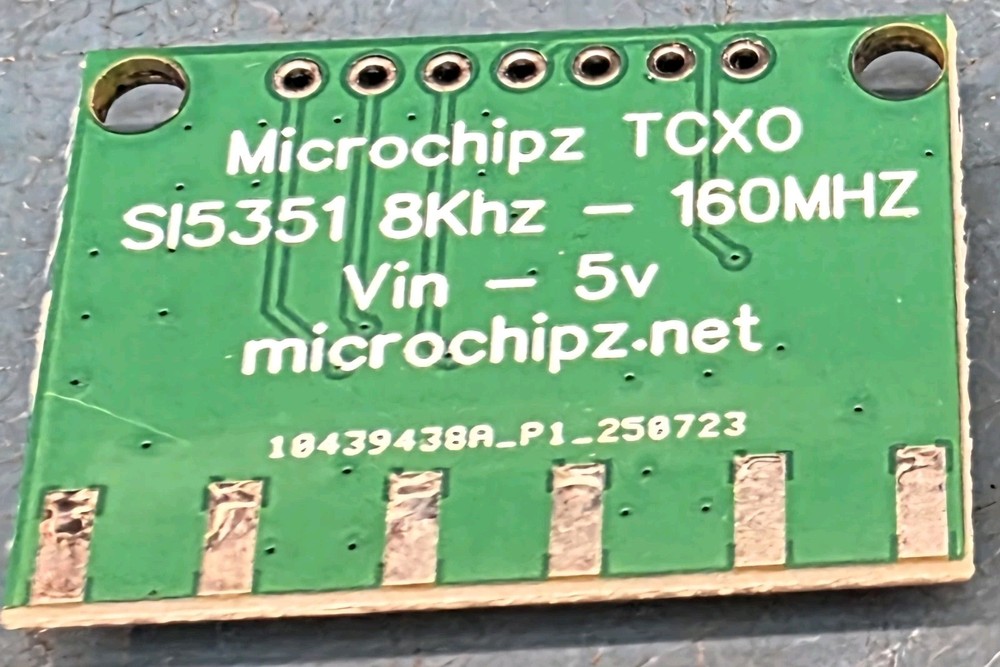 Microchipz TCXO
SI5351 8Khz - 160MHZ
Vin - 5v
microchipz.net
10439438A_P1_250723